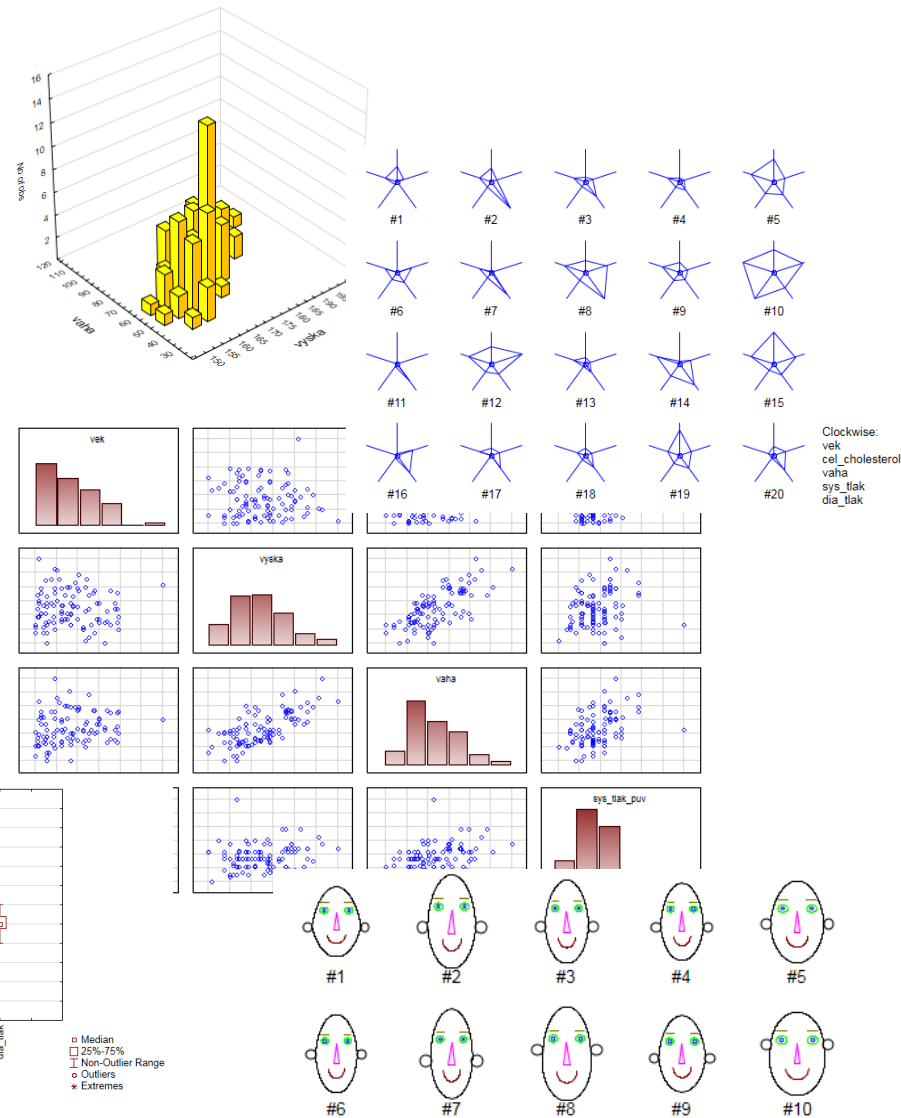 16
14
12
10
8
6
4
2
No of obs
120
110
100
90
80
70
60
50
40
30
vaha
150
155
160
165
170
175
180
185
190
vyska
#1 #2 #3 #4 #5
#6 #7 #8 #9 #10
#11 #12 #13 #14 #15
#16 #17 #18 #19 #20
Clockwise:
vek
cel_cholesterol
vaha
sys_tlak
dia_tlak
vek
vyska
vaha
sys_tlak_puv
#1 #2 #3 #4 #5
#6 #7 #8 #9 #10
dia_tlak
Median
25%-75%
Non-Outlier Range
Outliers
Extremes